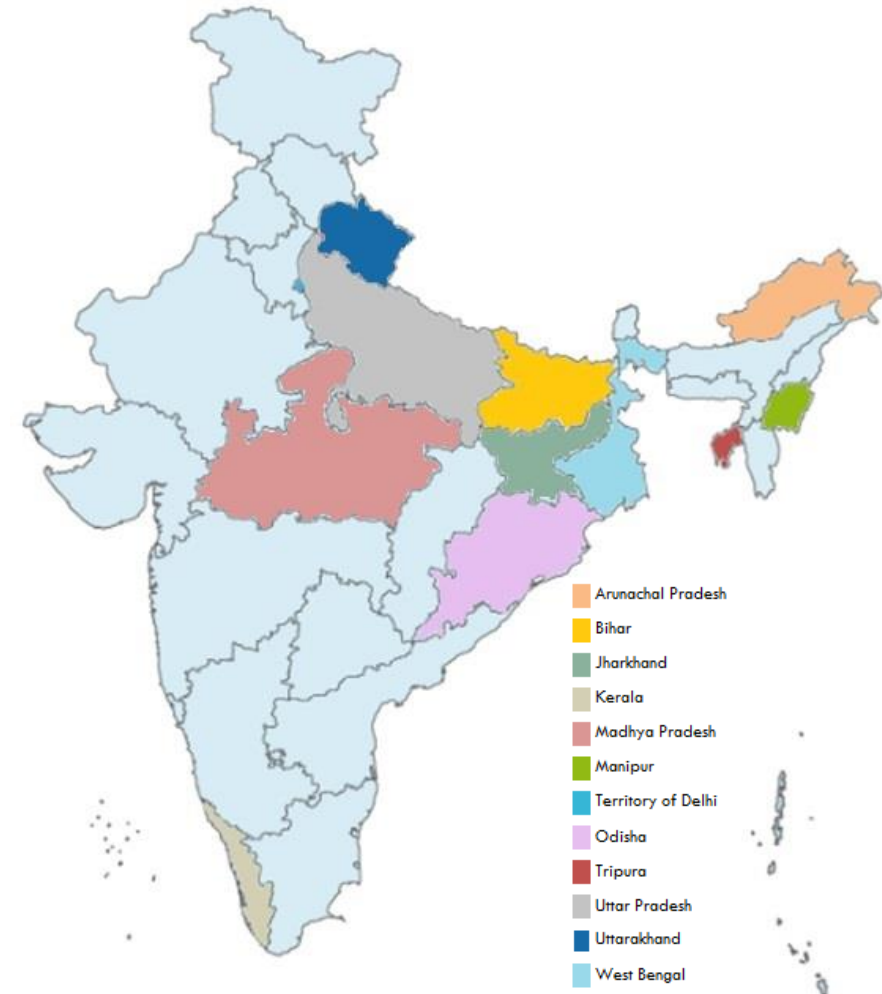 Arunachal Pradesh
Bihar
Jharkhand
Kerala
Madhya Pradesh
Manipur
Territory of Delhi
Odisha
Tripura
Uttar Pradesh
Uttarakhand
West Bengal